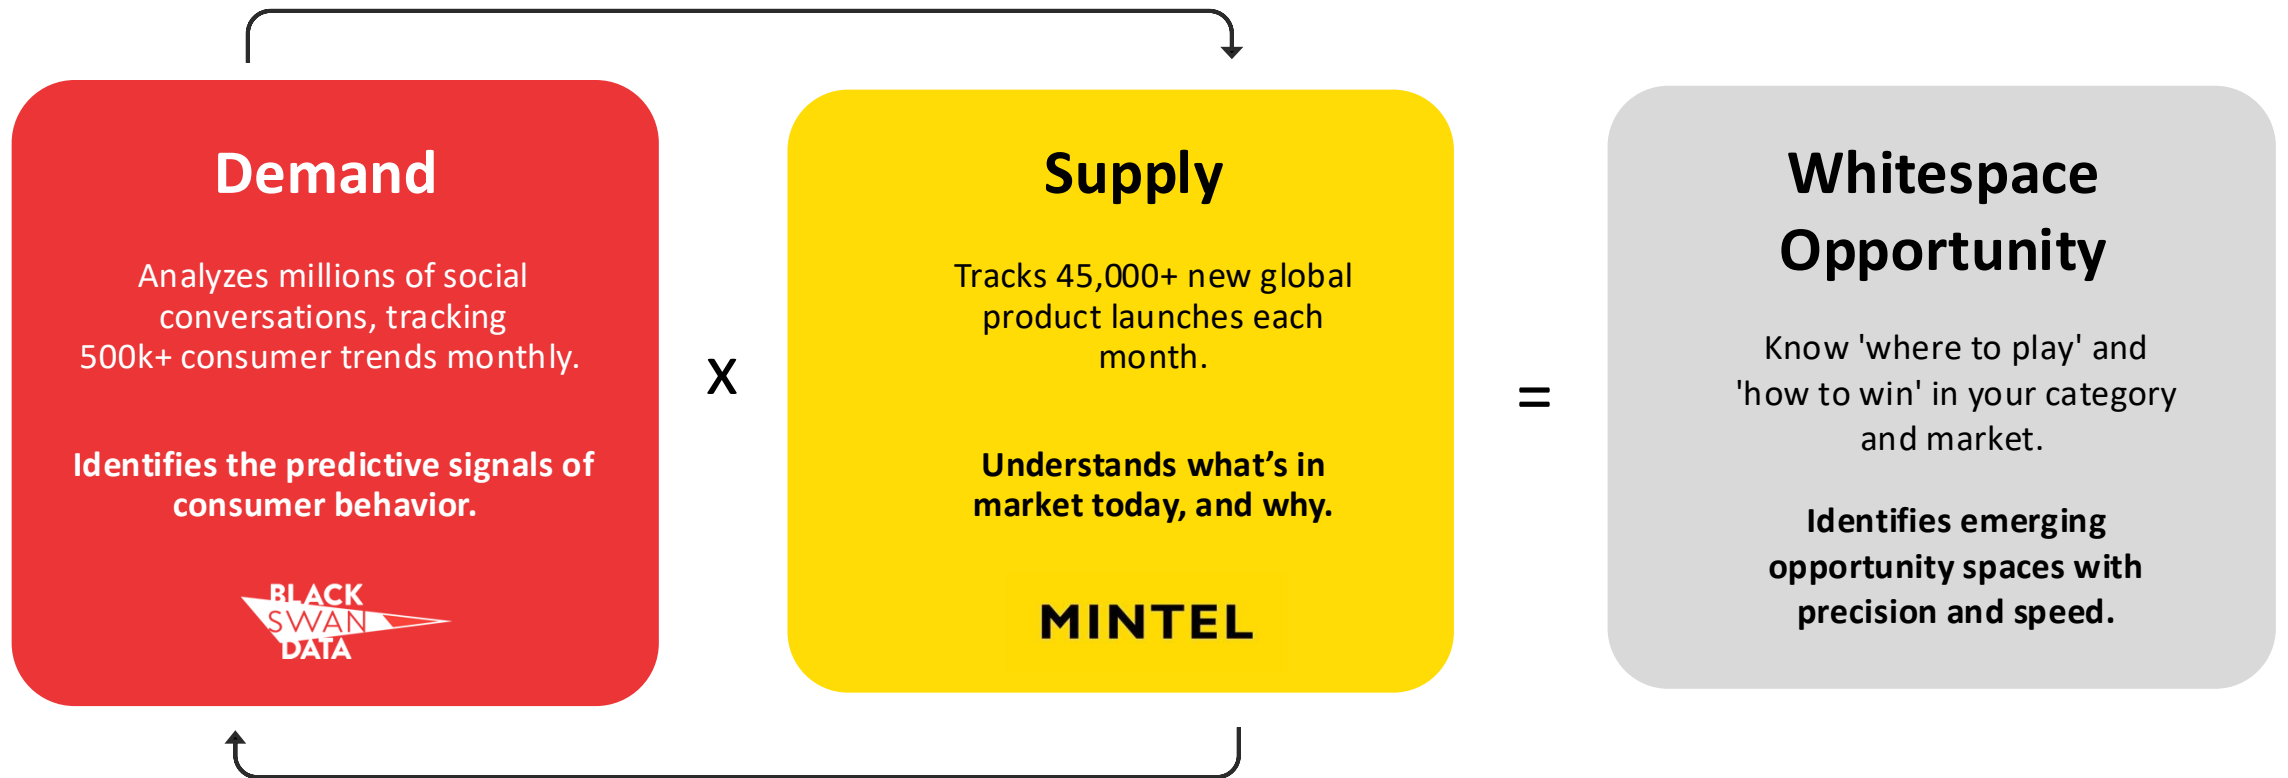 Demand
Analyzes millions of social
conversations, tracking
500k+ consumer trends monthly.
Identifies the predictive signals of
consumer behavior.
BLACK
SWAN
DATA
x
Supply
Tracks 45,000+ new global
product launches each
month.
Understands what’s in
market today, and why.
MINTEL
=
Whitespace
Opportunity
Know 'where to play' and
'how to win' in your category
and market.
Identifies emerging
opportunity spaces with
precision and speed.